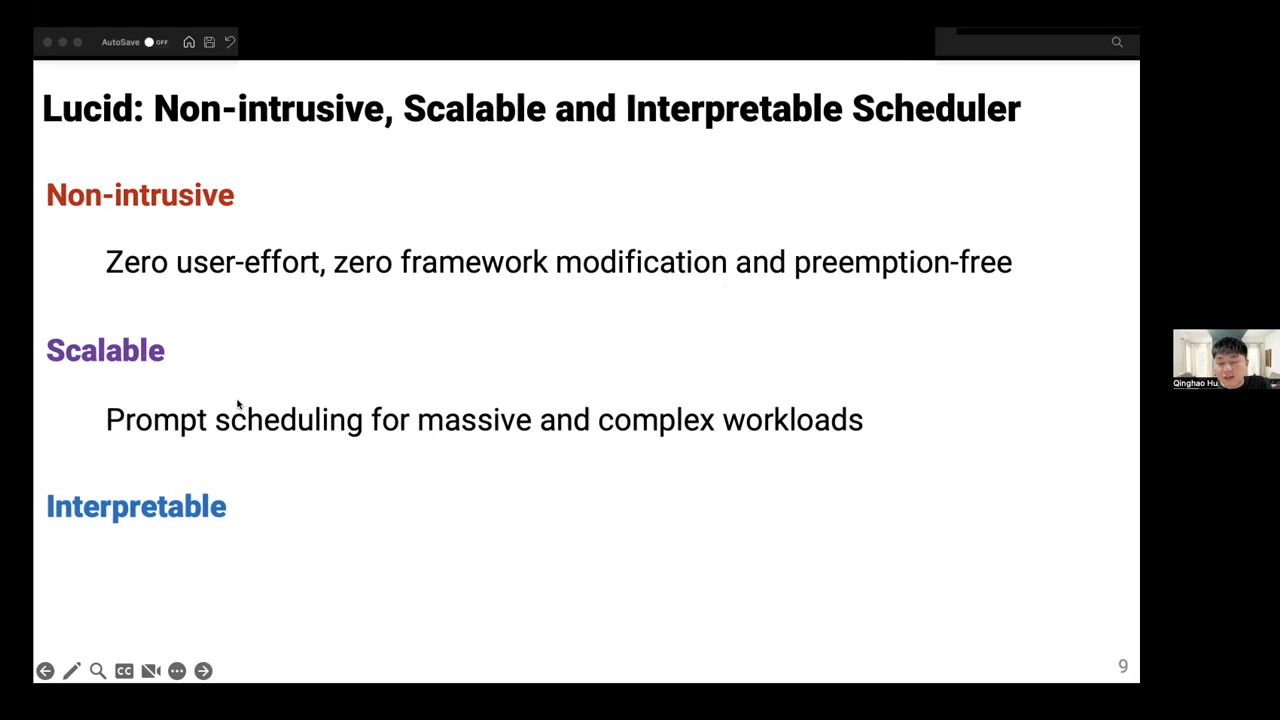 AutoSave OFF
Lucid: Non-intrusive, Scalable and Interpretable Scheduler
Non-intrusive
Zero user-effort, zero framework modification and preemption-free
Scalable
Prompt scheduling for massive and complex workloads
Interpretable
Qinghao Hu
CC
9